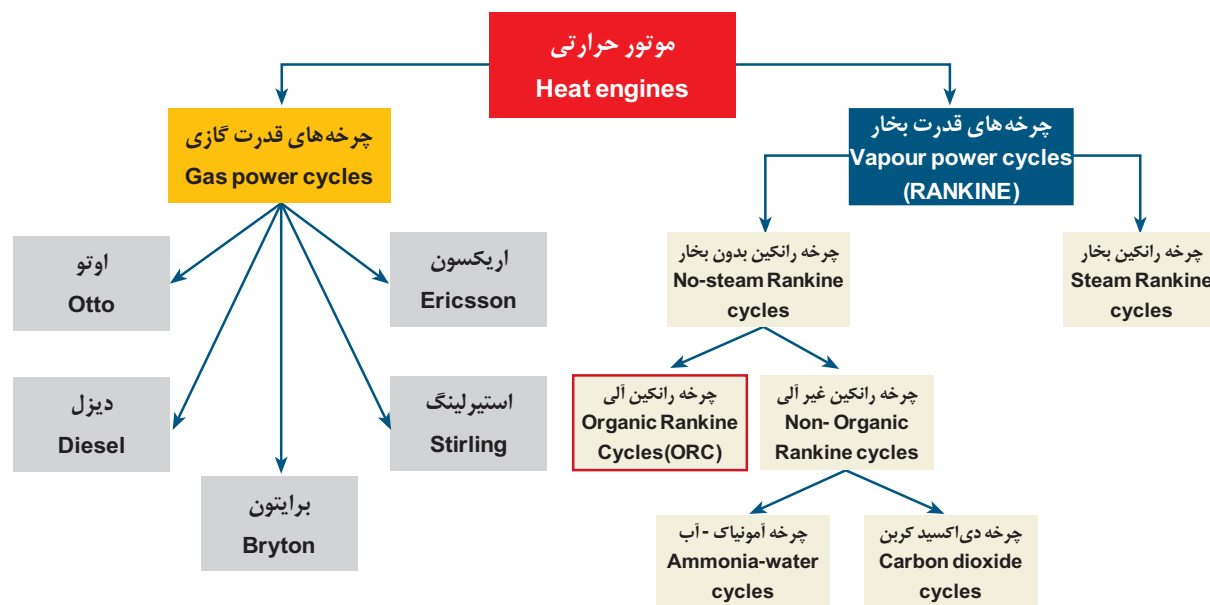 موتور حرارتی
Heat engines
چرخه‌های قدرت گازی
Gas power cycles
چرخه‌های قدرت بخار
Vapour power cycles
(RANKINE)
اوتو
Otto
اریکسون
Ericsson
دیزل
Diesel
استیرلینگ
Stirling
برایتون
Bryton
چرخه رانکین بدون بخار
No-steam Rankine
cycles
چرخه رانکین بخار
Steam Rankine
cycles
چرخه رانکین آلی
Organic Rankine
Cycles(ORC)
چرخه رانکین غیر آلی
Non- Organic
Rankine cycles
چرخه آمونیاک - آب
Ammonia-water
cycles
چرخه دی‌اکسید کربن
Carbon dioxide
cycles